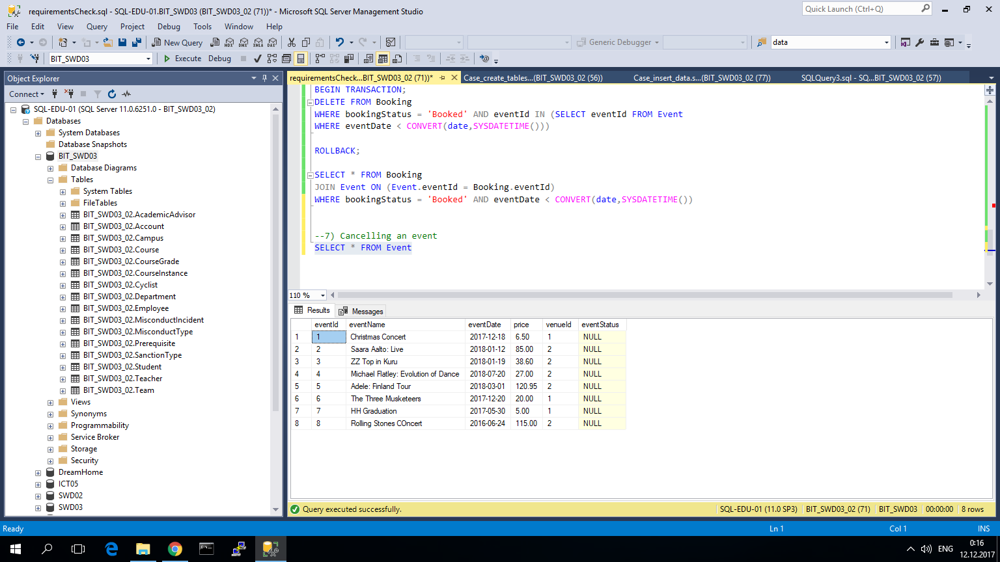 requirementsCheck.sql - SQL-EDU-01.BIT_SWD03 (BIT_SWD03_02 (71))* - Microsoft SQL Server Management Studio
Quick Launch (Ctrl+Q)
File Edit View Query Project Debug Tools Window Help
New Query MDX DMX XMLA DAX Generic Debugger data
BIT_SWD03 Execute Debug
Object Explorer
Connect
SQL-EDU-01 (SQL Server 11.0.6251.0 - BIT_SWD03_02)
Databases
System Databases
Database Snapshots
BIT_SWD03
Database Diagrams
Tables
System Tables
FileTables
BIT_SWD03_02.AcademicAdvisor
BIT_SWD03_02.Account
BIT_SWD03_02.Campus
BIT_SWD03_02.Course
BIT_SWD03_02.CourseGrade
BIT_SWD03_02.CourseInstance
BIT_SWD03_02.Cyclist
BIT_SWD03_02.Department
BIT_SWD03_02.Employee
BIT_SWD03_02.MisconductIncident
BIT_SWD03_02.MisconductType
BIT_SWD03_02.Prerequisite
BIT_SWD03_02.SanctionType
BIT_SWD03_02.Student
BIT_SWD03_02.Teacher
BIT_SWD03_02.Team
Views
Synonyms
Programmability
Service Broker
Storage
Security
DreamHome
ICT05
SWD02
SWD03
requirementsCheck...BIT_SWD03_02 (71))* Case_create_tables...(BIT_SWD03_02 (56)) Case_insert_data.s...(BIT_SWD03_02 (77)) SQLQuery3.sql - SQ...BIT_SWD03_02 (57))
BEGIN TRANSACTION;
DELETE FROM Booking
WHERE bookingStatus = 'Booked' AND eventId IN (SELECT eventId FROM Event
WHERE eventDate < CONVERT(date,SYSDATETIME()))
ROLLBACK;
SELECT * FROM Booking
JOIN Event ON (Event.eventId = Booking.eventId)
WHERE bookingStatus = 'Booked' AND eventDate < CONVERT(date,SYSDATETIME())
--7) Cancelling an event
SELECT * FROM Event
110 %
Results Messages
eventId eventName eventDate price venueId eventStatus
1 1 Christmas Concert 2017-12-18 6.50 1 NULL
2 2 Saara Aalto: Live 2018-01-12 85.00 2 NULL
3 3 ZZ Top in Kuru 2018-01-19 38.60 2 NULL
4 4 Michael Flatley: Evolution of Dance 2018-07-20 27.00 2 NULL
5 5 Adele: Finland Tour 2018-03-01 120.95 2 NULL
6 6 The Three Musketeers 2017-12-20 20.00 1 NULL
7 7 HH Graduation 2017-05-30 5.00 1 NULL
8 8 Rolling Stones COncert 2016-06-24 115.00 2 NULL
Query executed successfully. SQL-EDU-01 (11.0 SP3) BIT_SWD03_02 (71) BIT_SWD03 00:00:00 8 rows
Ready Ln 1 Col 1 INS
ENG 0:16
12.12.2017